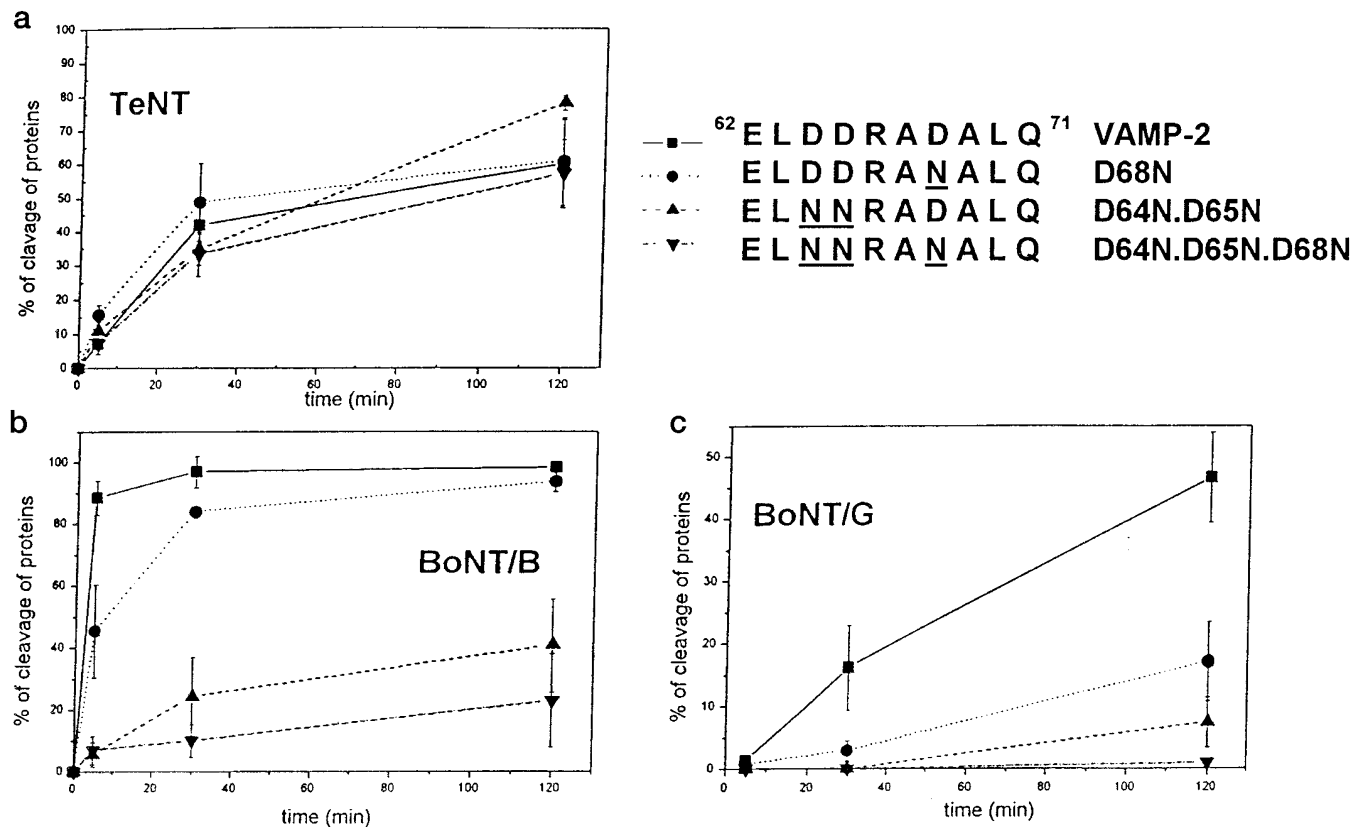 a
100
90
80
70
60
50
40
30
20
10
0
% of clavage of proteins
TeNT
0 20 40 60 80 100 120
time (min)
62 E L D D R A D A L Q 71 VAMP-2
E L D D R A N A L Q D68N
E L N N R A D A L Q D64N.D65N
E L N N R A N A L Q D64N.D65N.D68N
b
100
80
60
40
20
0
% of cleavage of proteins
BoNT/B
0 20 40 60 80 100 120
time (min)
c
50
40
30
20
10
0
% of cleavage of proteins
BoNT/G
0 20 40 60 80 100 120
time (min)